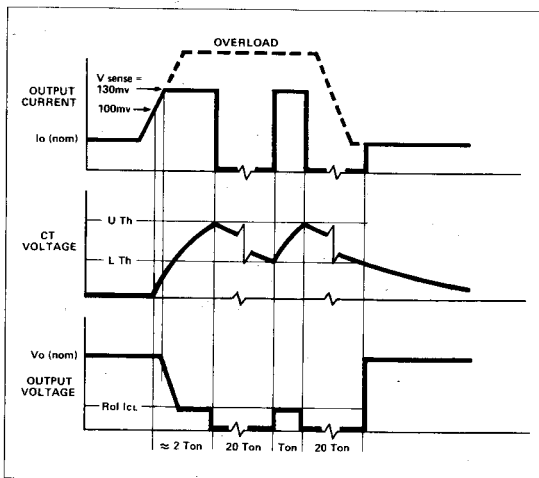 OVERLOAD
V sense =
130mv
OUTPUT
CURRENT
100mv
Io (nom)
U Th
CT
VOLTAGE
L Th
Vo (nom)
OUTPUT
VOLTAGE
Rol ICL
≈ 2 Ton
20 Ton
Ton
20 Ton